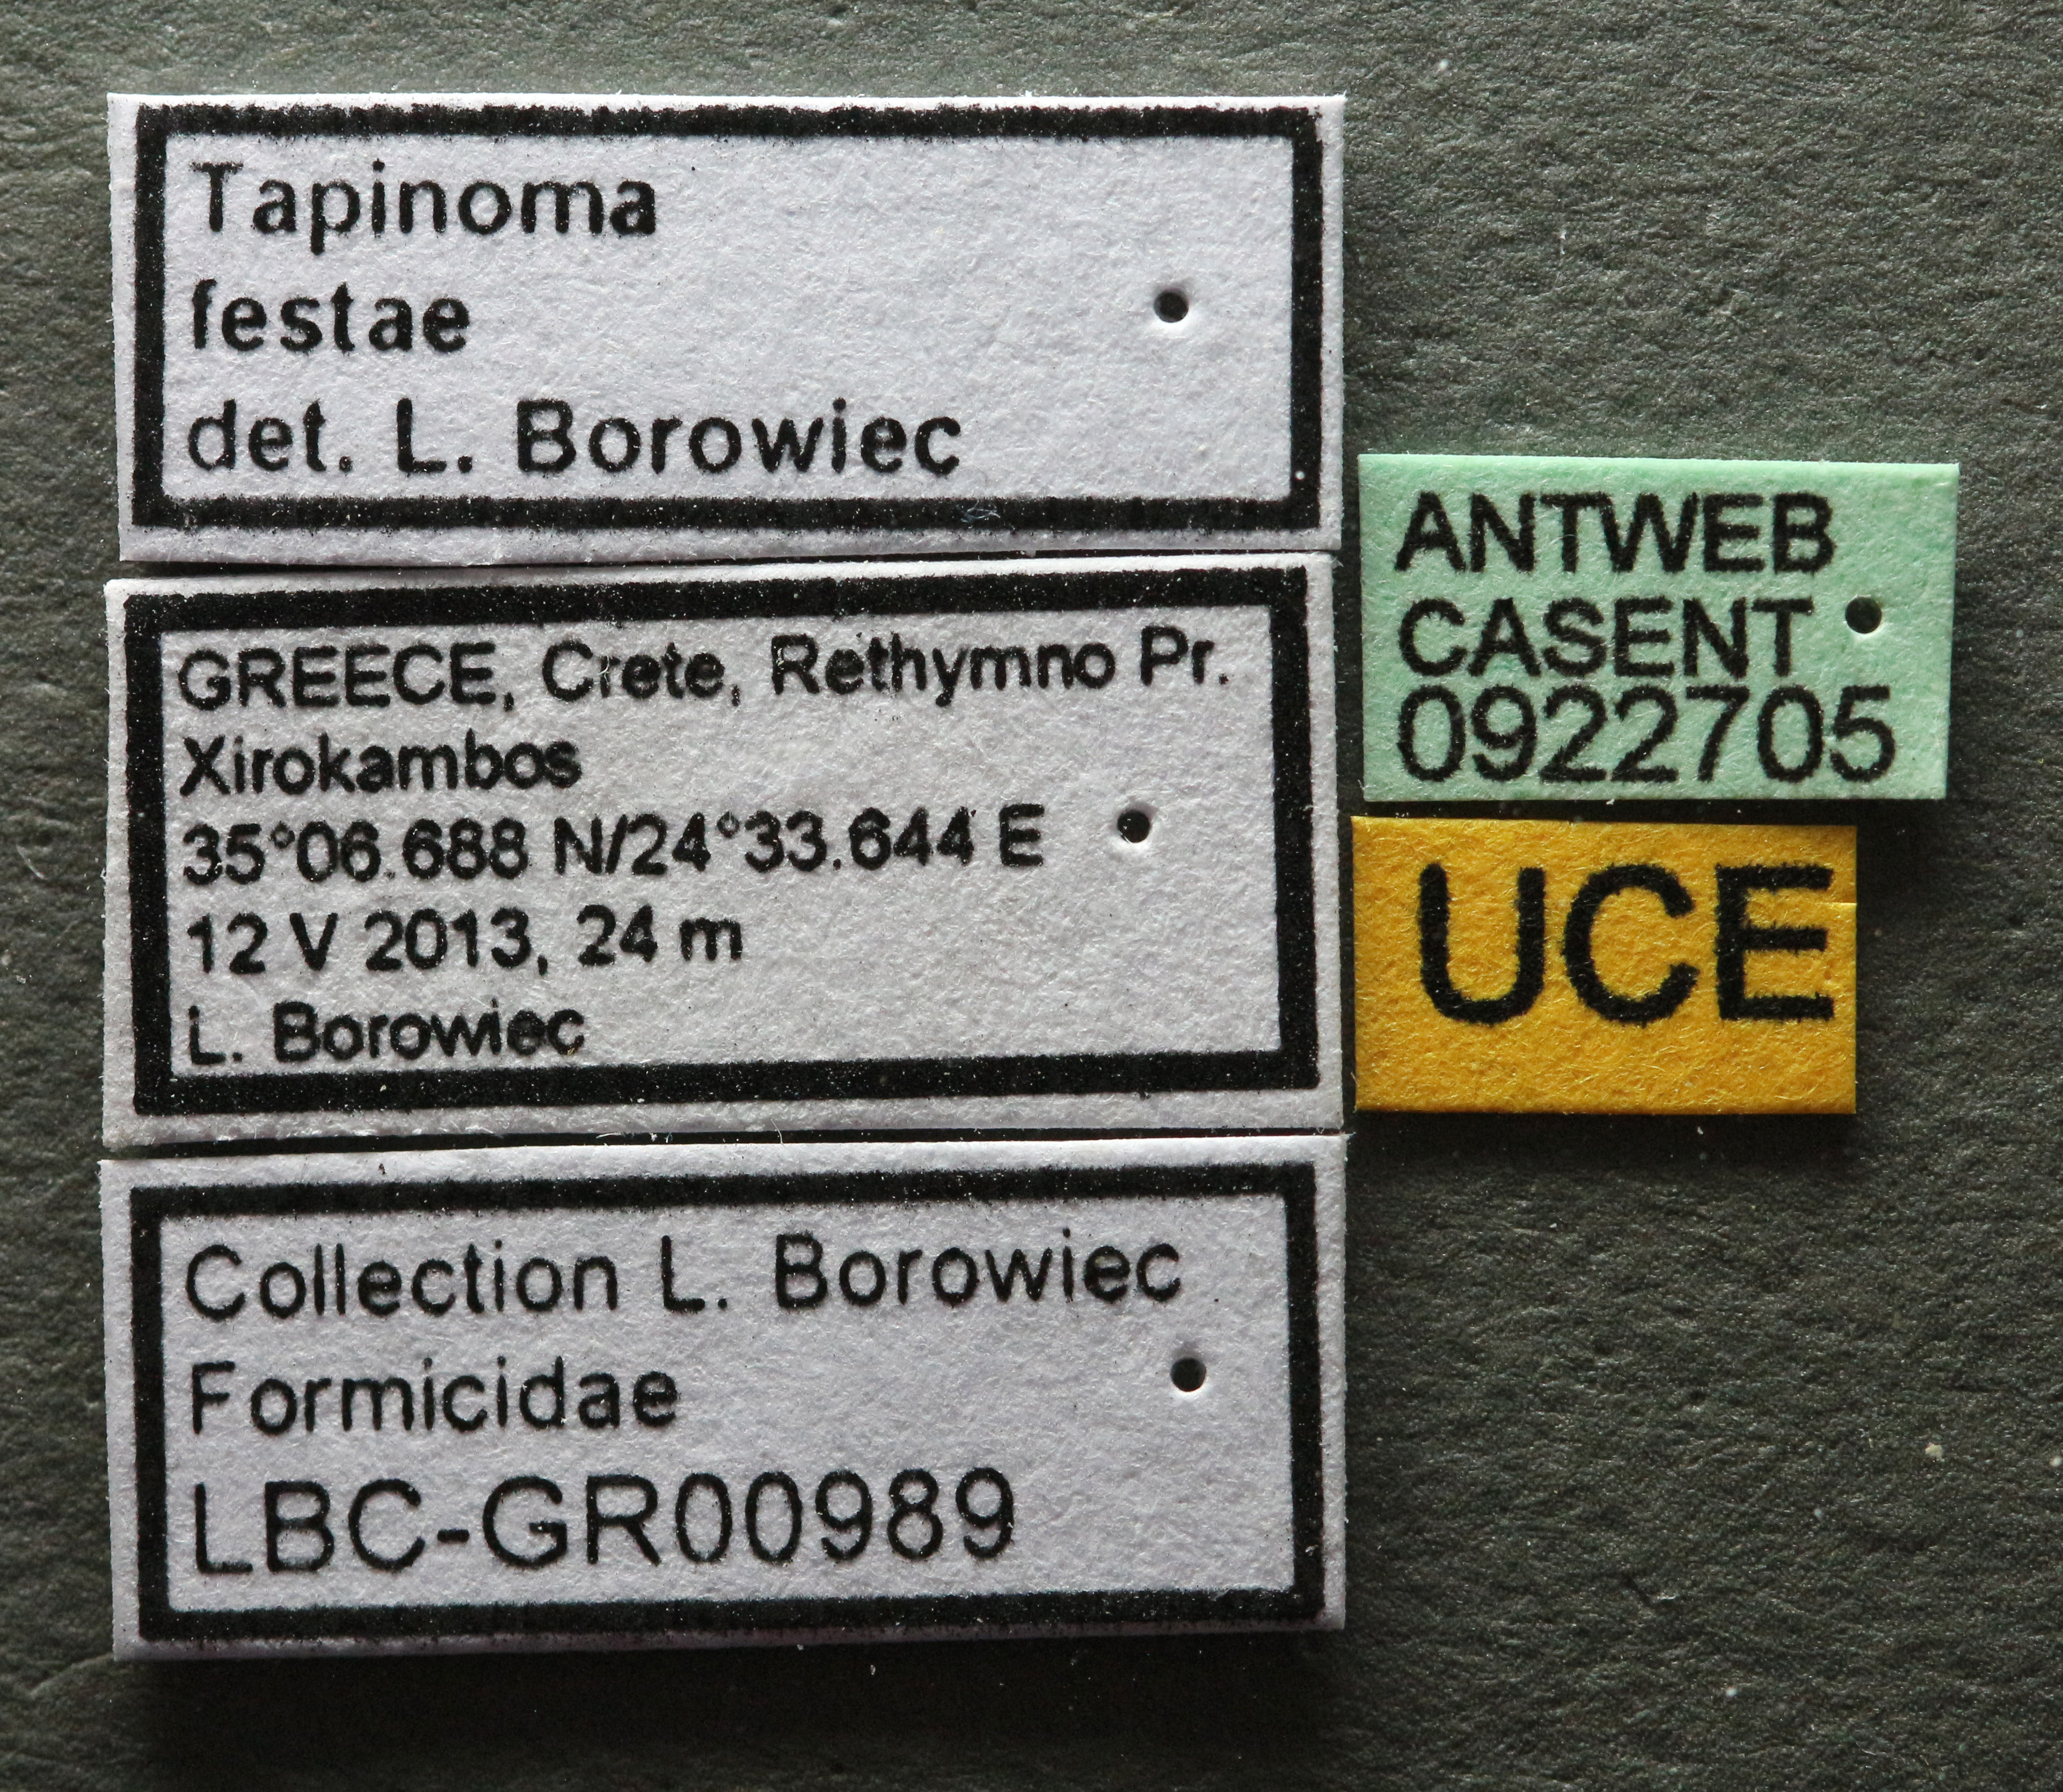 Tapinoma
festae
det. L. Borowiec
GREECE, Crete, Rethymno Pr.
Xirokambos
35°06.688 N/24°33.644 E
12 V 2013, 24 m
L. Borowiec
Collection L. Borowiec
Formicidae
LBC-GR00989
ANTWEB
CASENT
0922705
UCE